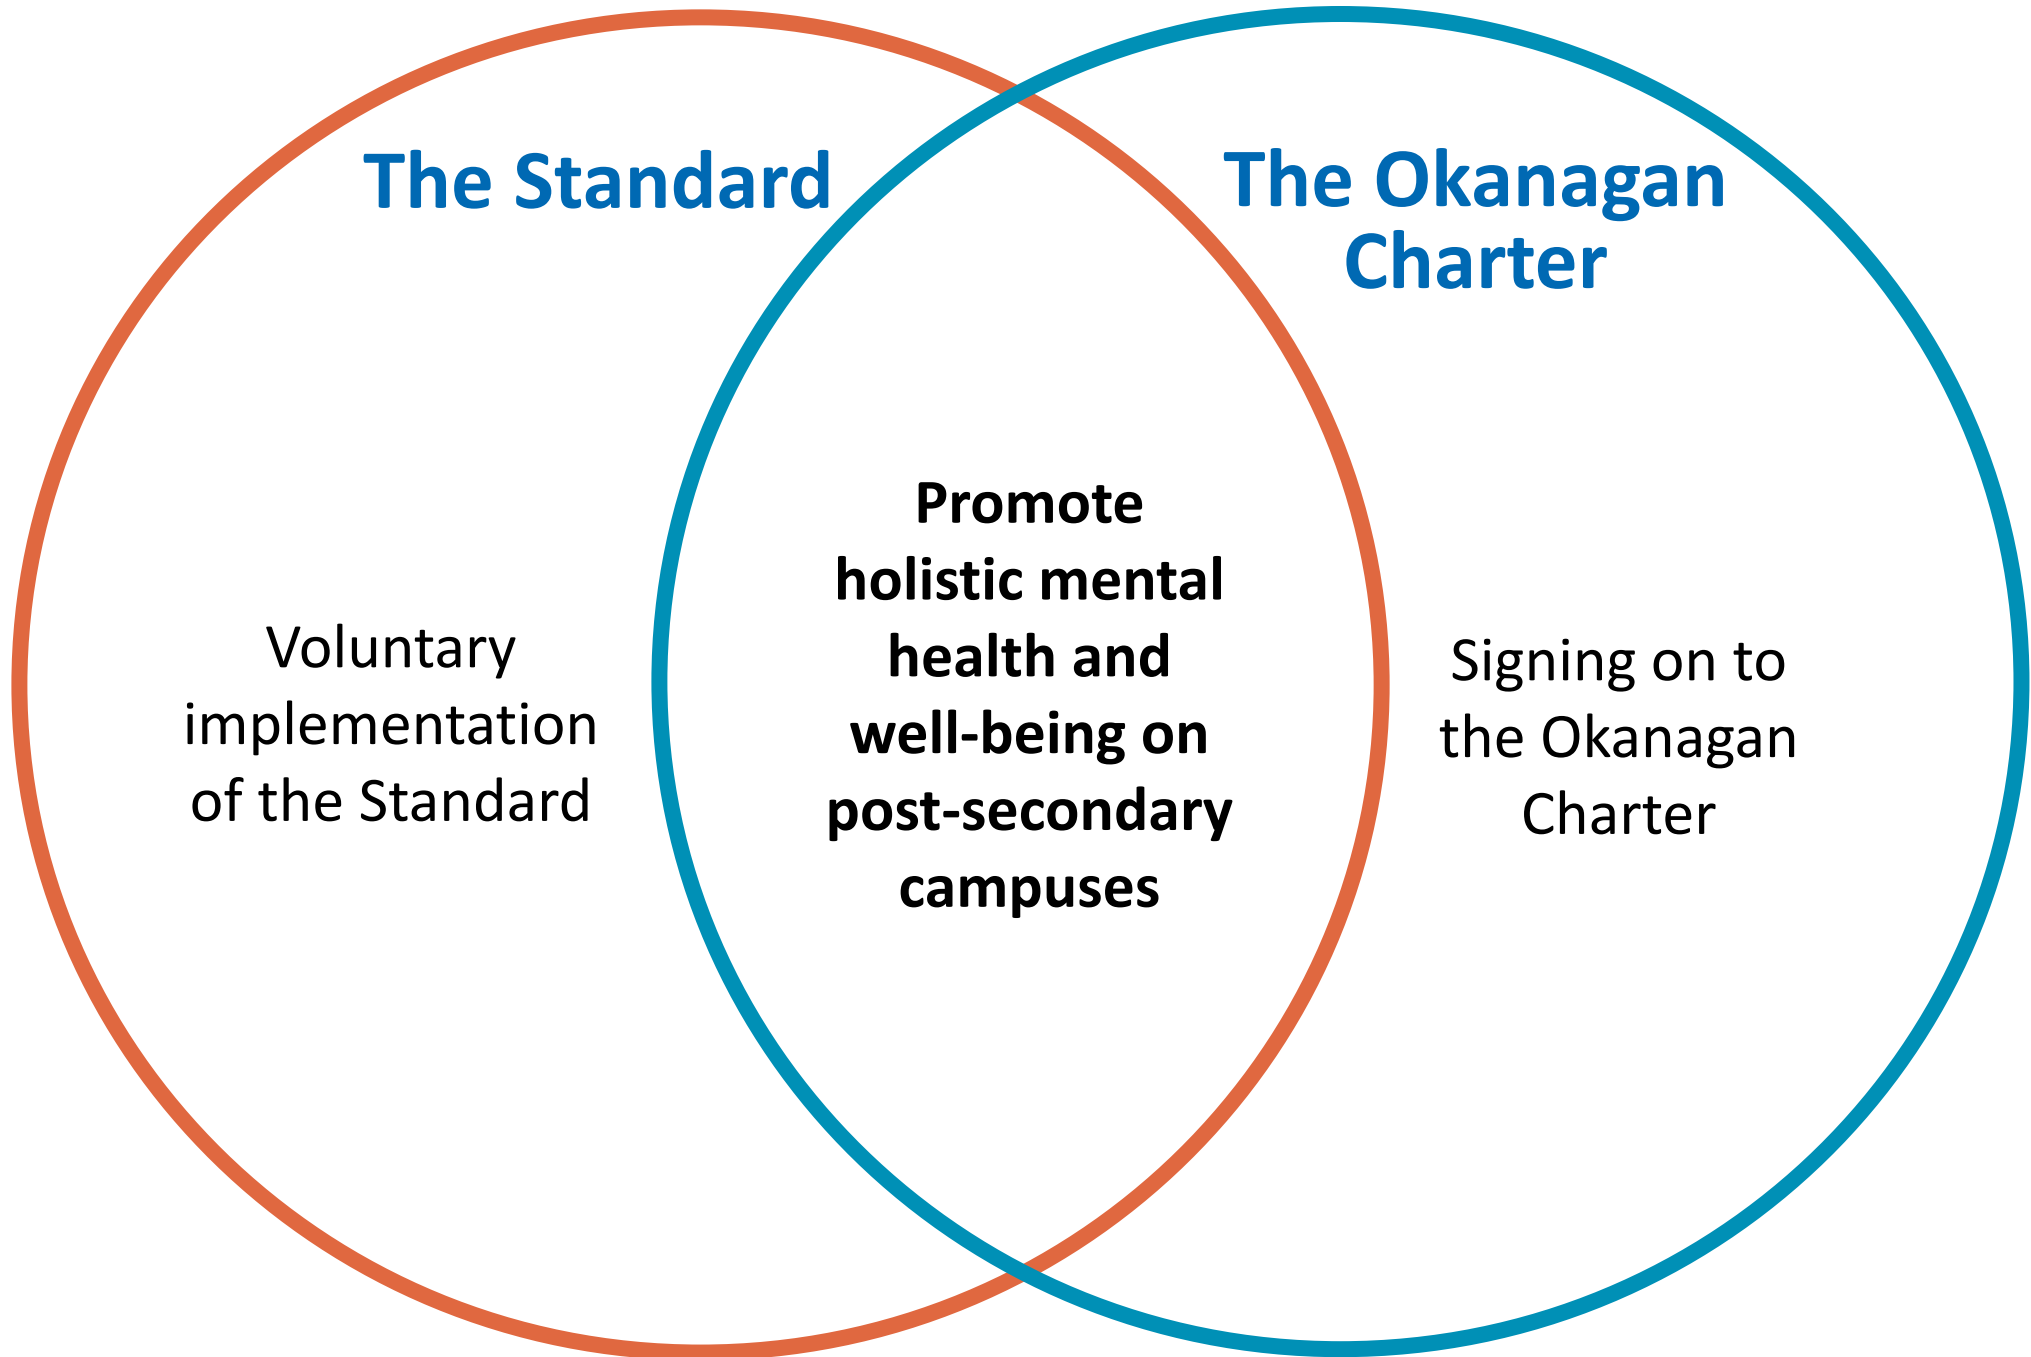 The Standard
The Okanagan
Charter
Voluntary
implementation
of the Standard
Promote
holistic mental
health and
well-being on
post-secondary
campuses
Signing on to
the Okanagan
Charter